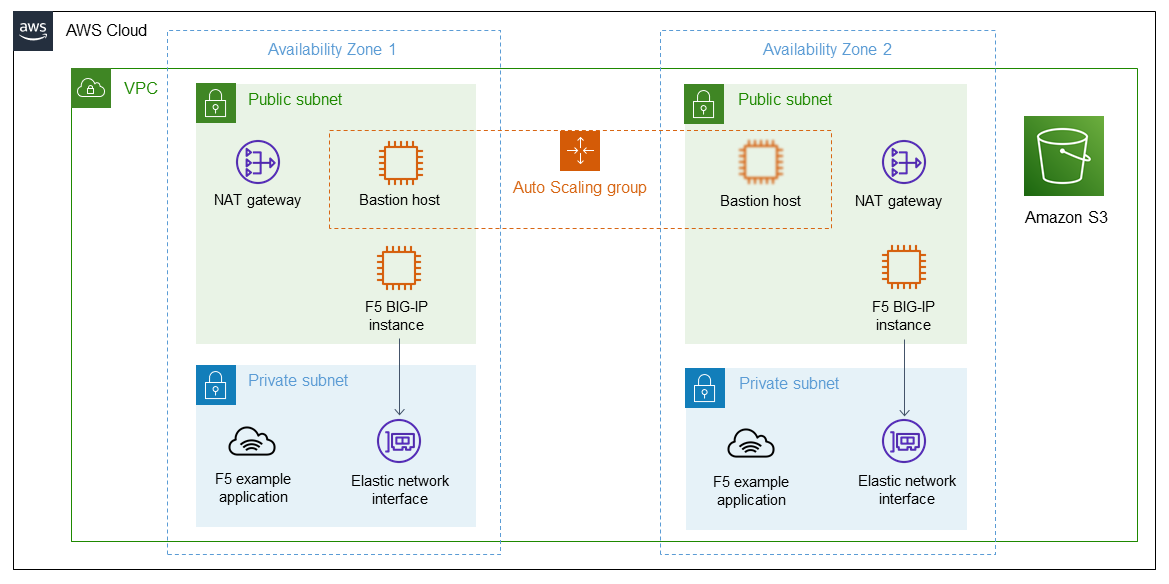 aws
AWS Cloud
Availability Zone 1
Availability Zone 2
VPC
Public subnet
Public subnet
NAT gateway
Bastion host
Auto Scaling group
Bastion host
NAT gateway
Amazon S3
F5 BIG-IP
instance
F5 BIG-IP
instance
Private subnet
Private subnet
F5 example
application
Elastic network
interface
F5 example
application
Elastic network
interface